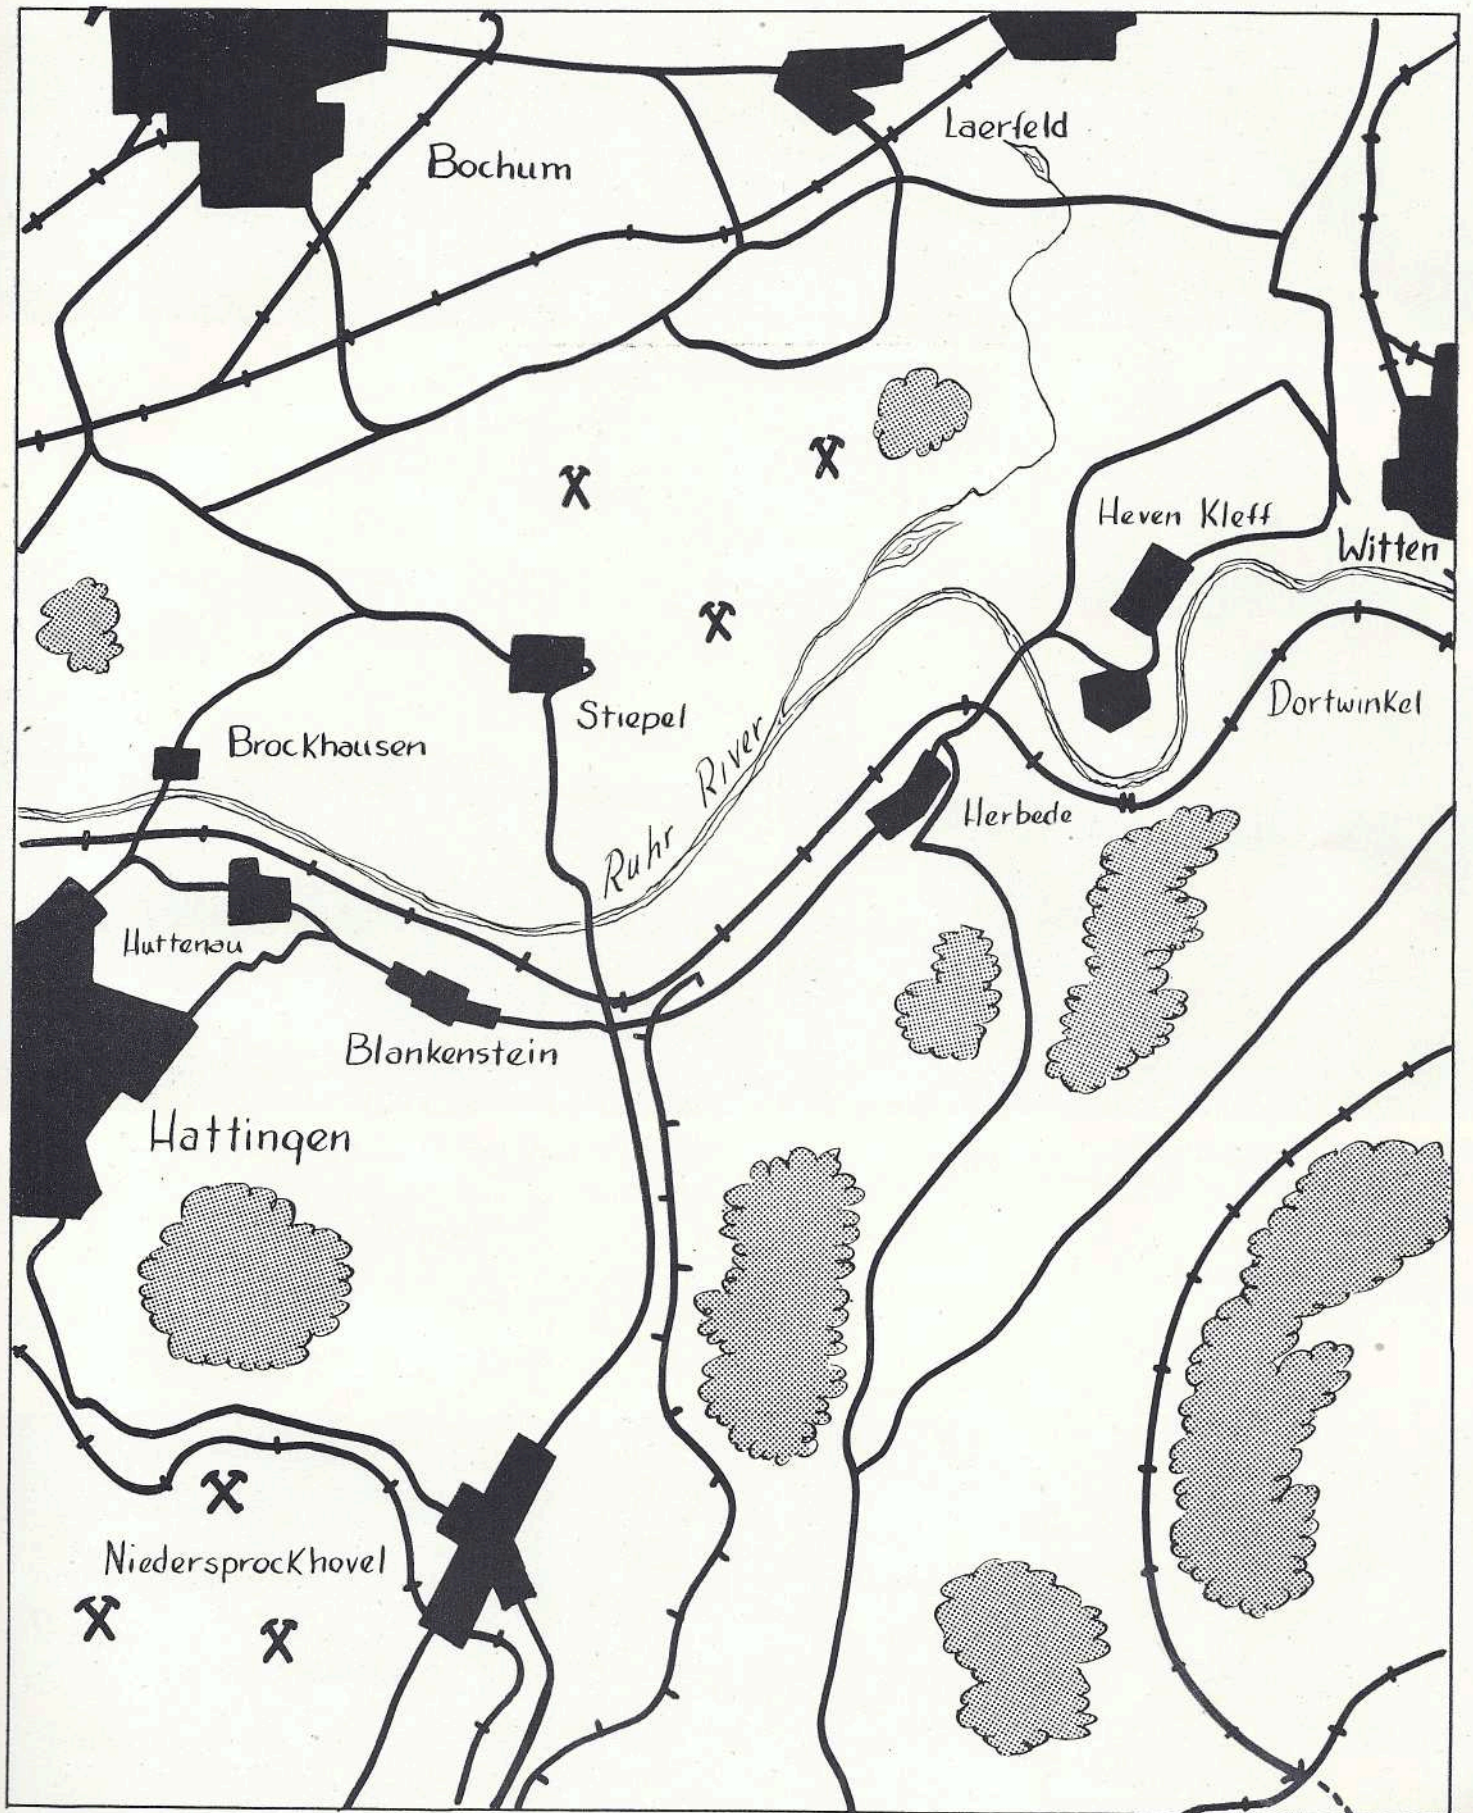 Laerfeld
Bochum
Heven Kleff
Witten
Dortwinkel
Stiepel
Brockhausen
Ruhr River
Herbede
Huttenau
Blankenstein
Hattingen
Niedersprockhovel